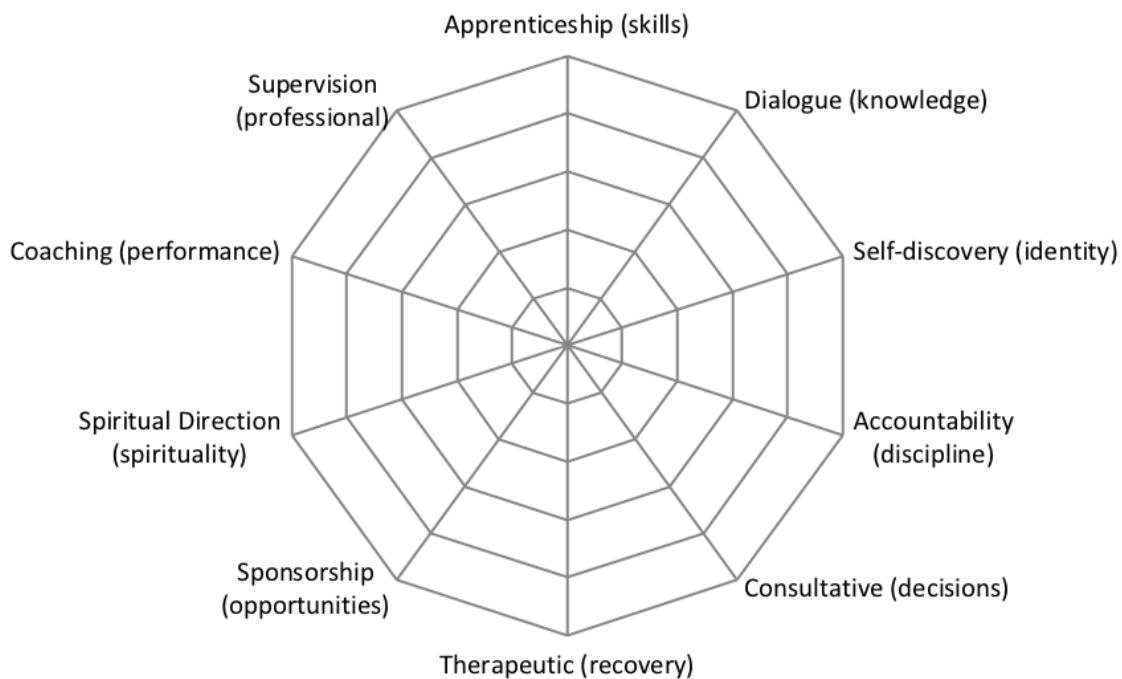 Apprenticeship (skills)
Dialogue (knowledge)
Self-discovery (identity)
Accountability
(discipline)
Consultative (decisions)
Therapeutic (recovery)
Sponsorship
(opportunities)
Spiritual Direction
(spirituality)
Coaching (performance)
Supervision
(professional)